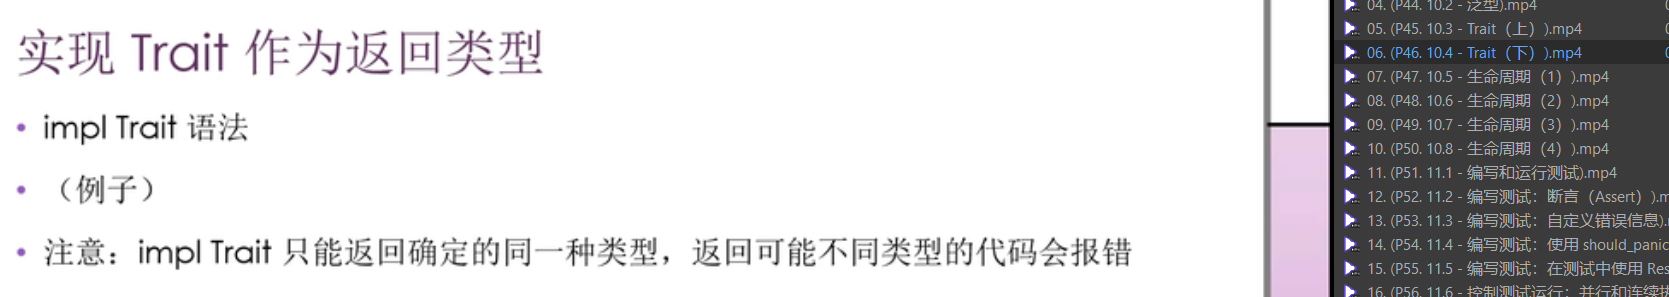 实现 Trait 作为返回类型
• impl Trait 语法
• （例子）
• 注意：impl Trait 只能返回确定的同一种类型，返回可能不同类型的代码会报错
04. (P44. 10.2 - 泛型).mp4
05. (P45. 10.3 - Trait（上）).mp4
06. (P46. 10.4 - Trait（下）).mp4
07. (P47. 10.5 - 生命周期（1）).mp4
08. (P48. 10.6 - 生命周期（2）).mp4
09. (P49. 10.7 - 生命周期（3）).mp4
10. (P50. 10.8 - 生命周期（4）).mp4
11. (P51. 11.1 - 编写和运行测试).mp4
12. (P52. 11.2 - 编写测试：断言（Assert）).m
13. (P53. 11.3 - 编写测试：自定义错误信息).
14. (P54. 11.4 - 编写测试：使用 should_panic
15. (P55. 11.5 - 编写测试：在测试中使用 Res
16. (P56. 11.6 - 控制测试运行：并行和连续